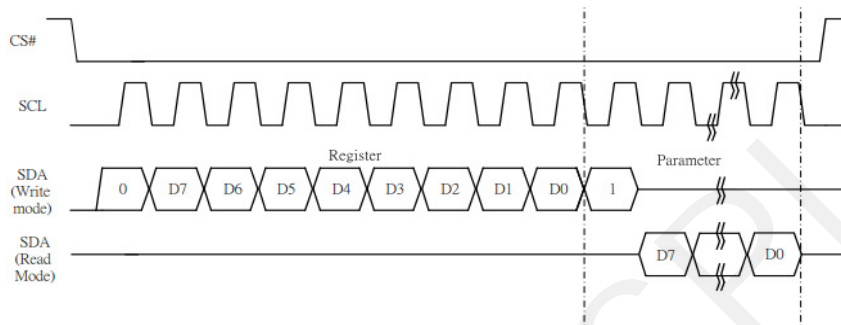 CS#
SCL
Register
Parameter
SDA
(Write
mode)
0 D7 D6 D5 D4 D3 D2 D1 D0 1
SDA
(Read
Mode)
D7 D0